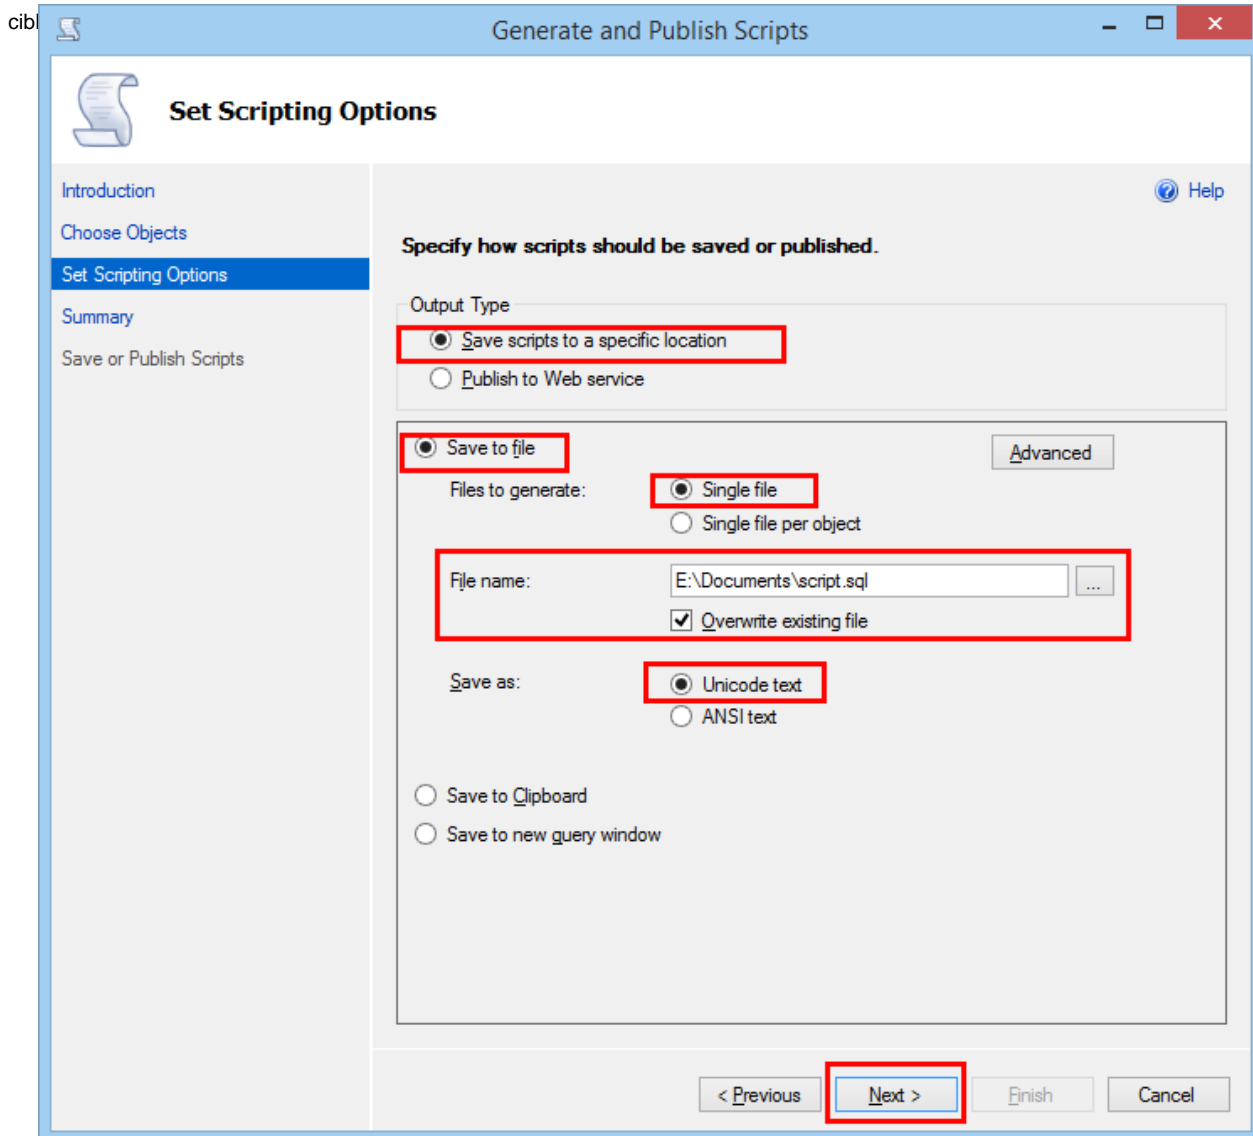 Generate and Publish Scripts
Set Scripting Options
Introduction
Choose Objects
Set Scripting Options
Summary
Save or Publish Scripts
Help
Specify how scripts should be saved or published.
Output Type
Save scripts to a specific location
Publish to Web service
Save to file
Advanced
Files to generate:
Single file
Single file per object
File name:
E:\Documents\script.sql
...
Overwrite existing file
Save as:
Unicode text
ANSI text
Save to Clipboard
Save to new query window
< Previous
Next >
Finish
Cancel